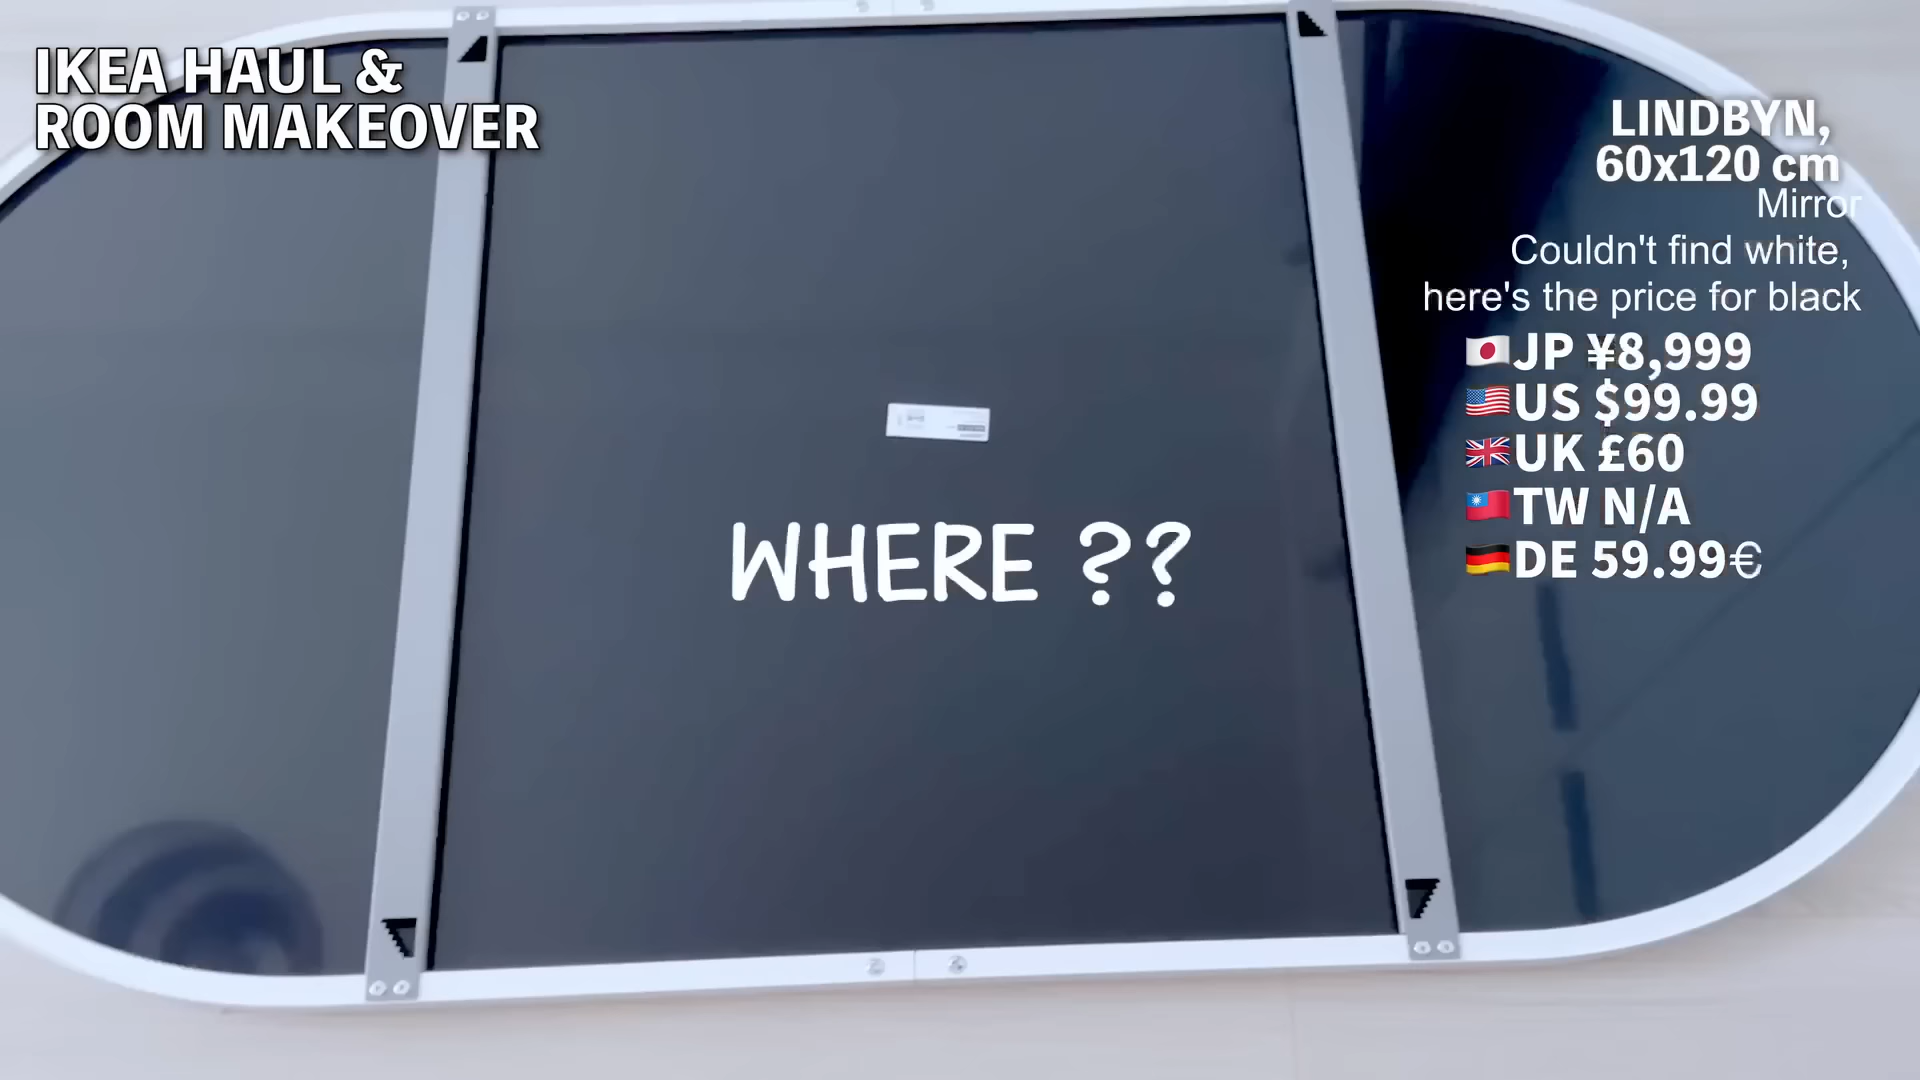 IKEA HAUL &
ROOM MAKEOVER
LINDBYN,
60x120 cm
Mirror
Couldn't find white,
here's the price for black
JP ¥8,999
US $99.99
UK £60
TW N/A
DE 59.99€
WHERE ??